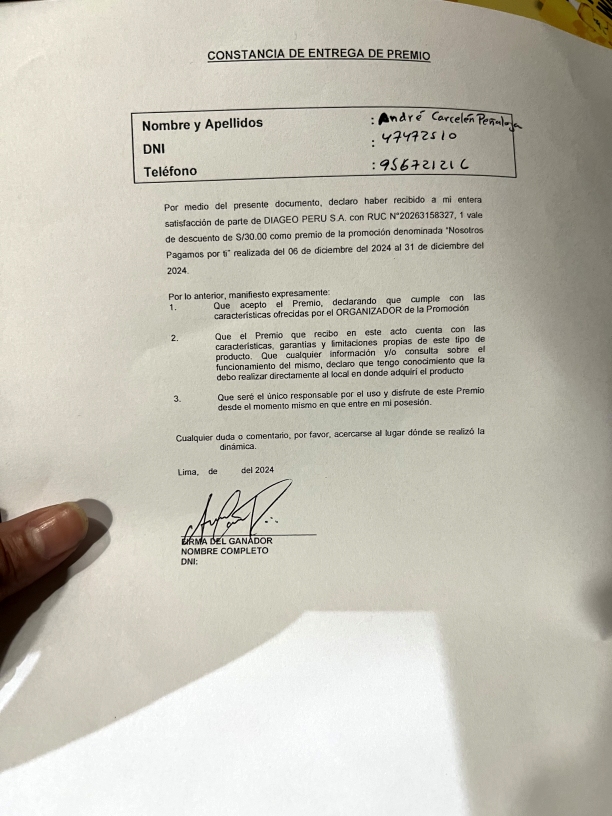 CONSTANCIA DE ENTREGA DE PREMIO
Nombre y Apellidos : André Carcelén Peñaloza
DNI : 47472510
Teléfono :
Por medio del presente documento, declaro haber recibido a mi entera
satisfacción de parte de DIAGEO PERU S.A. con RUC N°20263158327, 1 vale
de descuento de S/30.00 como premio de la promoción denominada "Nosotros
Pagamos por ti" realizada del 06 de diciembre del 2024 al 31 de diciembre del
2024.
Por lo anterior, manifiesto expresamente:
1. Que acepto el Premio, declarando que cumple con las
características ofrecidas por el ORGANIZADOR de la Promoción
2. Que el Premio que recibo en este acto cuenta con las
características, garantías y limitaciones propias de este tipo de
producto. Que cualquier información y/o consulta sobre el
funcionamiento del mismo, declaro que tengo conocimiento que la
debo realizar directamente al local en donde adquirí el producto
3. Que seré el único responsable por el uso y disfrute de este Premio
desde el momento mismo en que entre en mi posesión.
Cualquier duda o comentario, por favor, acercarse al lugar dónde se realizó la
dinámica.
Lima, de del 2024
FIRMA DEL GANADOR
NOMBRE COMPLETO
DNI: